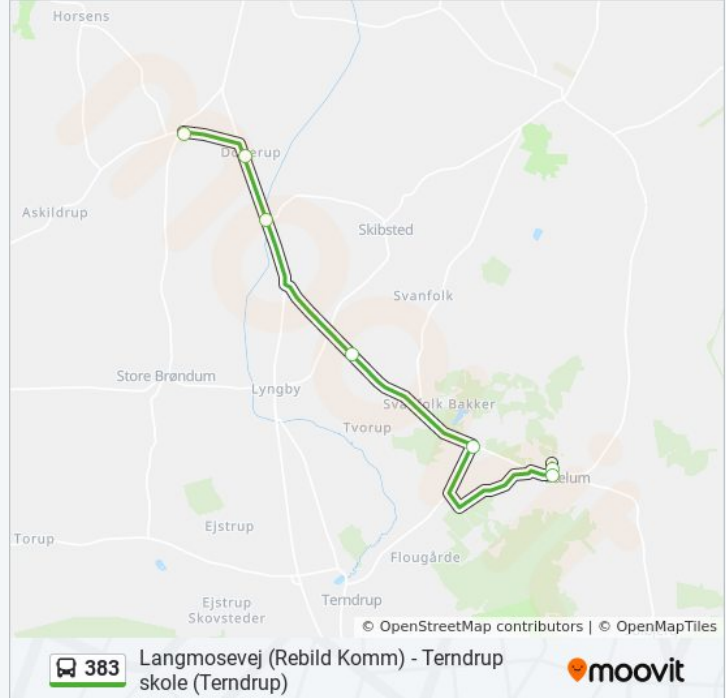 Horsens
Askildrup
Skibsted
Svanfolk
Store Brøndum
Lyngby
Svanfolk Bakker
Tvorup
Ejstrup
Torup
Flougårde
Ejstrup
Skovsteder
Terndrup
© OpenStreetMap contributors | © OpenMapTiles
383
Langmosevej (Rebild Komm) - Terndrup
skole (Terndrup)
moovit